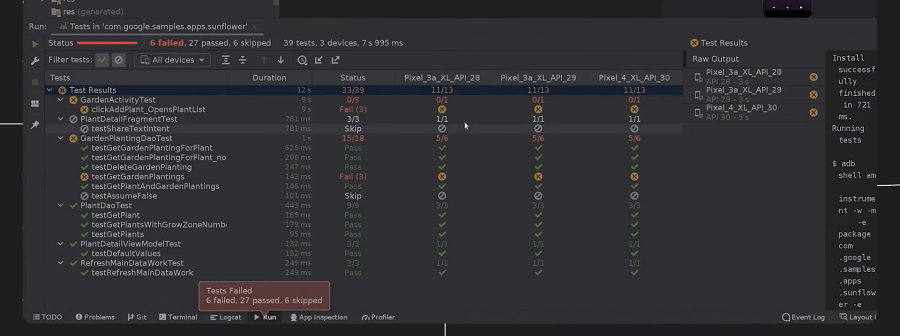 res
res (generated)
Run: Tests in 'com.google.samples.apps.sunflower'
Status 6 failed, 27 passed, 6 skipped 39 tests, 3 devices, 7 s 995 ms
Filter tests: All devices
Tests Duration Status Pixel_3a_XL_API_28 Pixel_3a_XL_API_29 Pixel_4_XL_API_30
Test Results 12 s 33/39 11/13 11/13 11/13
GardenActivityTest 9 s 0/3 0/1 0/1 0/1
clickAddPlant_OpensPlantList 9 s Fail (3)
PlantDetailFragmentTest 781 ms 3/3 1/1 1/1 1/1
testShareTextIntent 781 ms Skip
GardenPlantingDaoTest 1 s 15/18 5/6 5/6 5/6
testGetGardenPlantingForPlant 625 ms Pass
testGetGardenPlantingForPlant_no 206 ms Pass
testDeleteGardenPlanting 247 ms Pass
testGetGardenPlantings 142 ms Fail (3)
testGetPlantAndGardenPlantings 146 ms Pass
testAssumeFalse 101 ms Skip
PlantDaoTest 443 ms 9/9 3/3 3/3 3/3
testGetPlant 169 ms Pass
testGetPlantsWithGrowZoneNumb 179 ms Pass
testGetPlants 95 ms Pass
PlantDetailViewModelTest 132 ms 3/3 1/1 1/1 1/1
testDefaultValues 132 ms Pass
RefreshMainDataWorkTest 249 ms 3/3 1/1 1/1 1/1
testRefreshMainDataWork 249 ms Pass
Tests Failed
6 failed, 27 passed, 6 skipped
Test Results
Raw Output
Pixel_3a_XL_API_28
API 28 - 3 s
Pixel_3a_XL_API_29
API 29 - 3 s
Pixel_4_XL_API_30
API 30 - 5 s
Install
successf
ully
finished
in 721
ms.
Running
tests
$ adb
shell am
instrume
nt -w -m
-e
package
com
.google
.samples
.apps
.sunflow
er -e
TODO Problems Git Terminal Logcat Run App Inspection Profiler Event Log Layout I